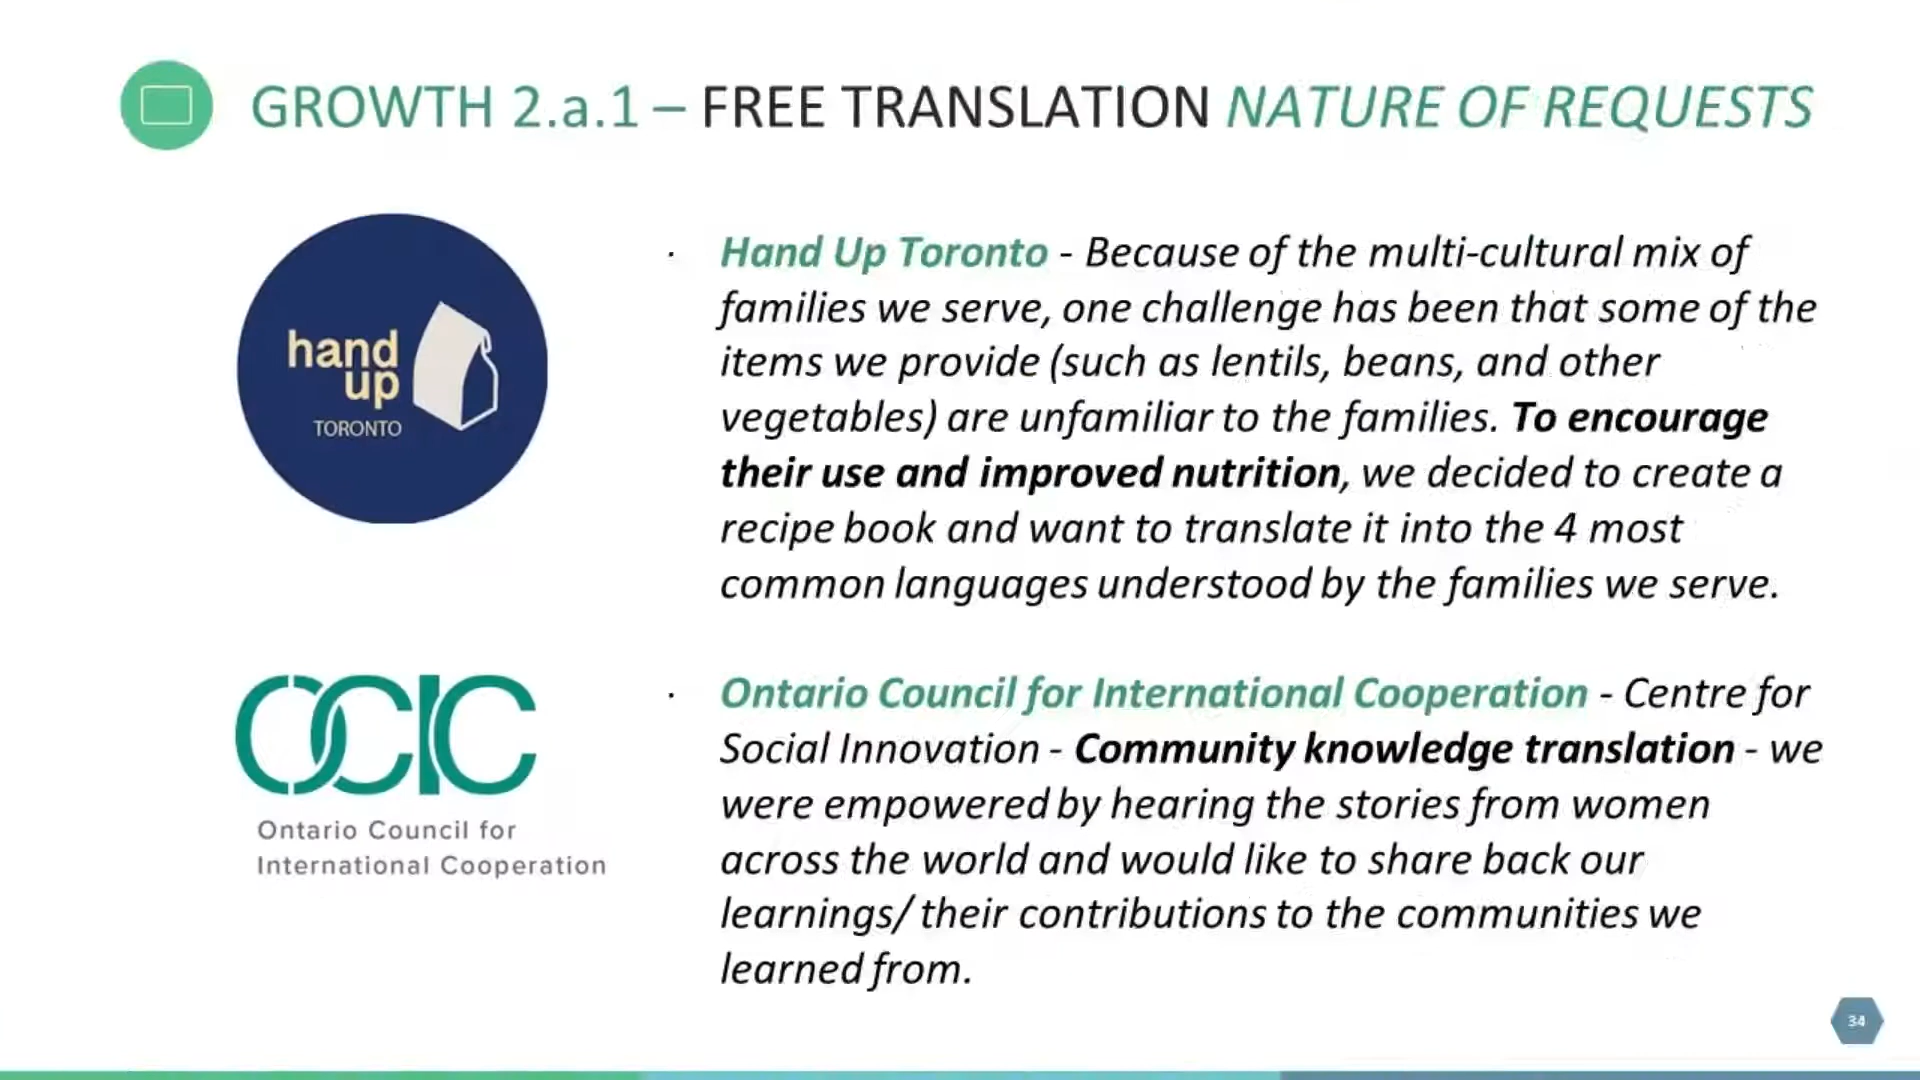 GROWTH 2.a.1 – FREE TRANSLATION NATURE OF REQUESTS
hand
up
TORONTO
· Hand Up Toronto - Because of the multi-cultural mix of
families we serve, one challenge has been that some of the
items we provide (such as lentils, beans, and other
vegetables) are unfamiliar to the families. To encourage
their use and improved nutrition, we decided to create a
recipe book and want to translate it into the 4 most
common languages understood by the families we serve.
OCIC
Ontario Council for
International Cooperation
· Ontario Council for International Cooperation - Centre for
Social Innovation - Community knowledge translation - we
were empowered by hearing the stories from women
across the world and would like to share back our
learnings/ their contributions to the communities we
learned from.
34